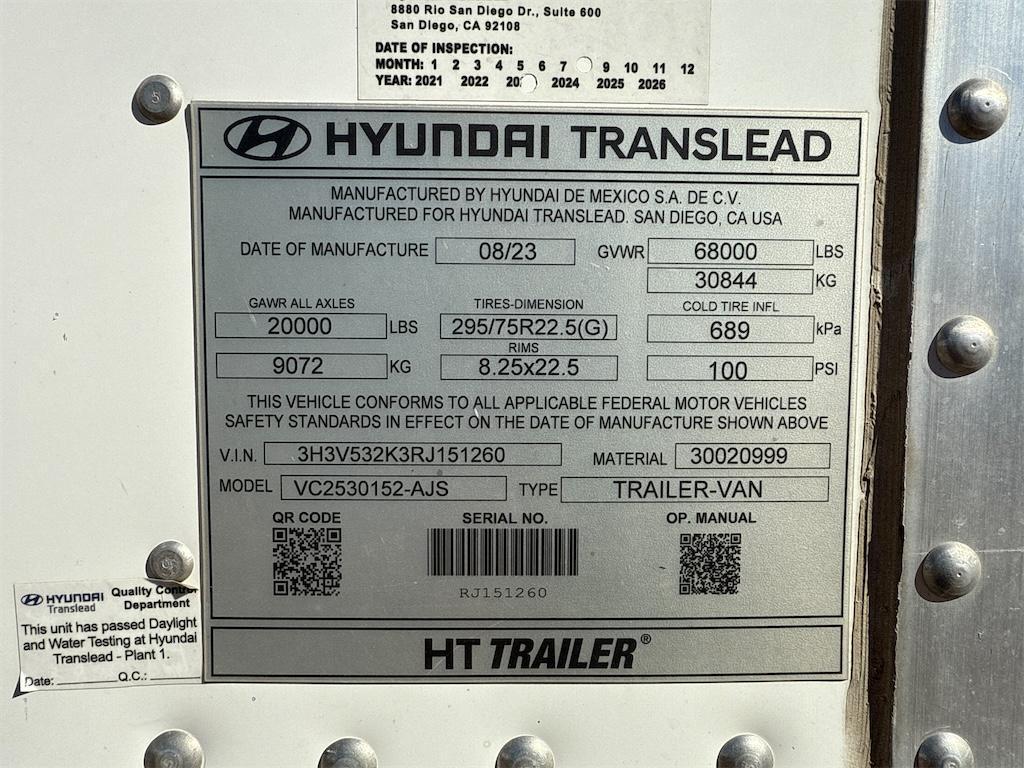 8880 Rio San Diego Dr., Suite 600
San Diego, CA 92108
DATE OF INSPECTION:
MONTH: 1 2 3 4 5 6 7 9 10 11 12
YEAR: 2021 2022 2024 2025 2026
HYUNDAI TRANSLEAD
MANUFACTURED BY HYUNDAI DE MEXICO S.A. DE C.V.
MANUFACTURED FOR HYUNDAI TRANSLEAD. SAN DIEGO, CA USA
DATE OF MANUFACTURE 08/23 GVWR 68000 LBS
30844 KG
GAWR ALL AXLES TIRES-DIMENSION COLD TIRE INFL
20000 LBS 295/75R22.5(G) 689 kPa
RIMS
9072 KG 8.25x22.5 100 PSI
THIS VEHICLE CONFORMS TO ALL APPLICABLE FEDERAL MOTOR VEHICLES
SAFETY STANDARDS IN EFFECT ON THE DATE OF MANUFACTURE SHOWN ABOVE
V.I.N. 3H3V532K3RJ151260 MATERIAL 30020999
MODEL VC2530152-AJS TYPE TRAILER-VAN
QR CODE SERIAL NO. OP. MANUAL
RJ151260
HT TRAILER®
HYUNDAI Translead
Quality Control
Department
This unit has passed Daylight
and Water Testing at Hyundai
Translead - Plant 1.
Date: Q.C.: